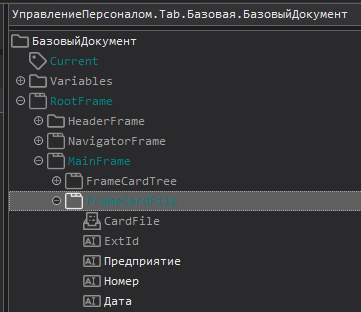 УправлениеПерсоналом.Tab.Базовая.БазовыйДокумент
БазовыйДокумент
Current
Variables
RootFrame
HeaderFrame
NavigatorFrame
MainFrame
FrameCardTree
FrameCardFile
CardFile
ExtId
Предприятие
Номер
Дата